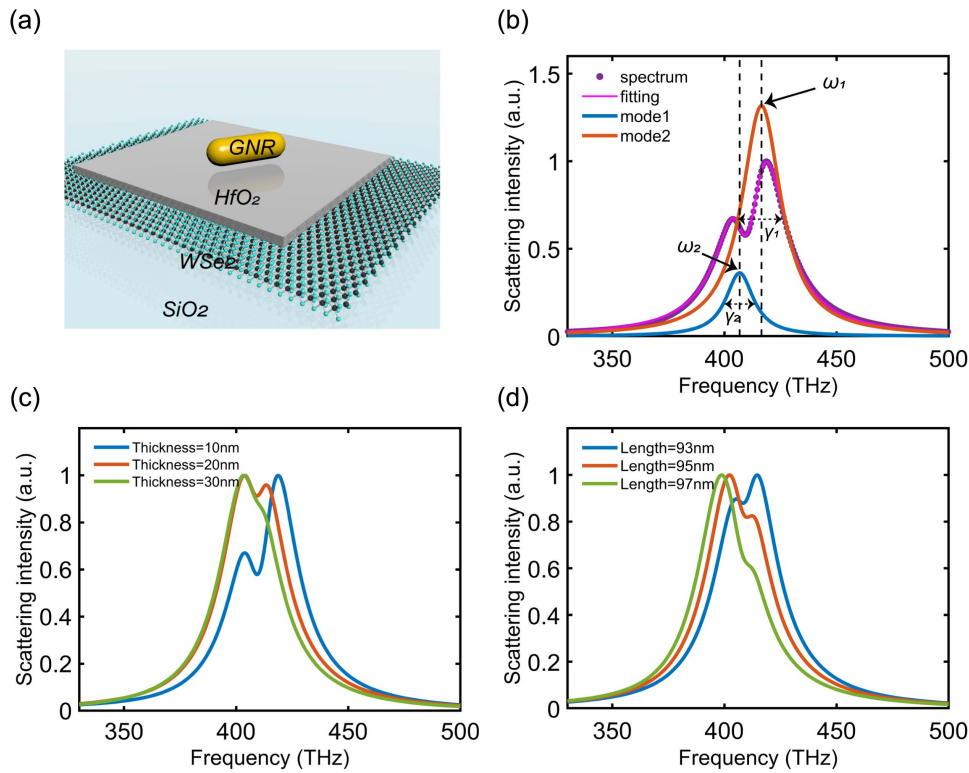 (a)
GNR
HfO₂
WSe₂
SiO₂
(b)
Scattering intensity (a.u.)
1.5
1
0.5
0
spectrum
fitting
mode1
mode2
ω₁
ω₂
γ₁
γ₂
350
400
450
500
Frequency (THz)
(c)
Scattering intensity (a.u.)
1
0.8
0.6
0.4
0.2
0
Thickness=10nm
Thickness=20nm
Thickness=30nm
350
400
450
500
Frequency (THz)
(d)
Scattering intensity (a.u.)
1
0.8
0.6
0.4
0.2
0
Length=93nm
Length=95nm
Length=97nm
350
400
450
500
Frequency (THz)